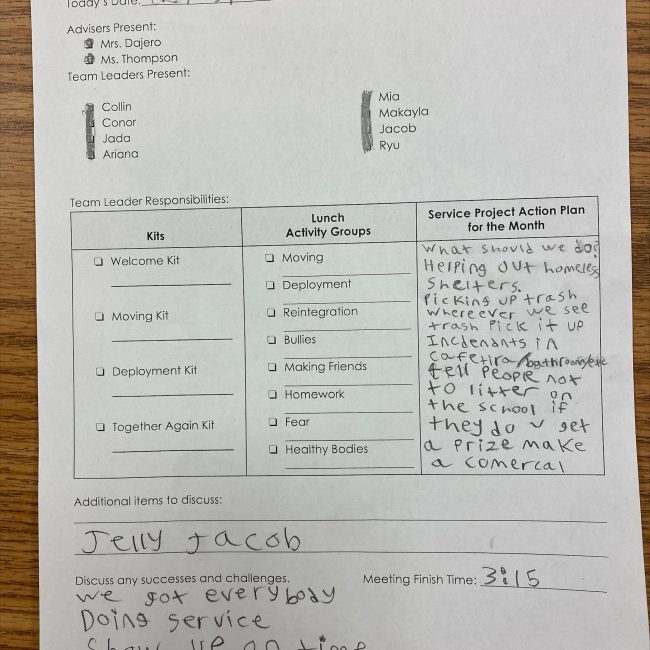 Today's Date:
Advisers Present:
Mrs. Dajero
Ms. Thompson
Team Leaders Present:
Collin
Conor
Jada
Ariana
Mia
Makayla
Jacob
Ryu
Team Leader Responsibilities:
Kits
Lunch
Activity Groups
Service Project Action Plan
for the Month
Welcome Kit
Moving Kit
Deployment Kit
Together Again Kit
Moving
Deployment
Reintegration
Bullies
Making Friends
Homework
Fear
Healthy Bodies
What should we do?
Helping out homeless
shelters.
Picking up trash
whereever we see
trash Pick it up
Incdenants in
cafetira/bathroom/etc
tell people not
to litter on
the school if
they do u get
a prize make
a comercal
Additional items to discuss:
Jelly Jacob
Discuss any successes and challenges.
Meeting Finish Time: 3:15
we got everybody
Doing service
Show up on time